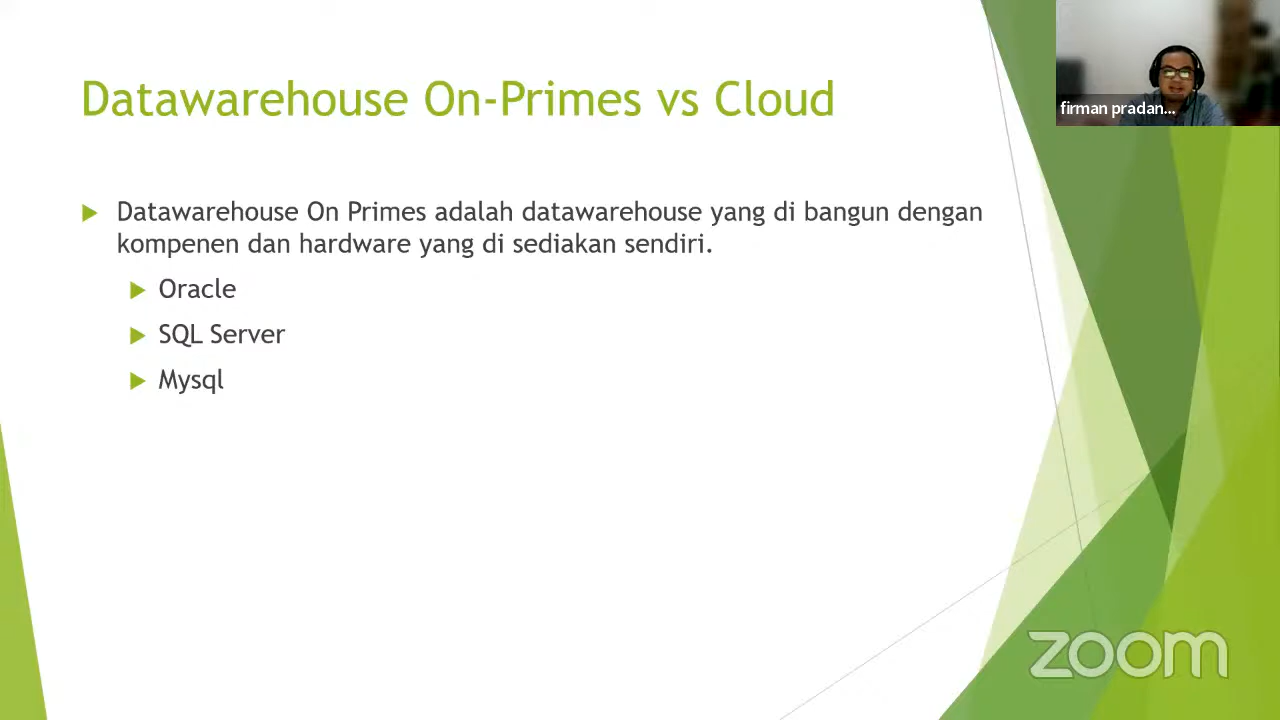 Datawarehouse On-Primes vs Cloud
firman pradan...
Datawarehouse On Primes adalah datawarehouse yang di bangun dengan
kompenen dan hardware yang di sediakan sendiri.
Oracle
SQL Server
Mysql
zoom